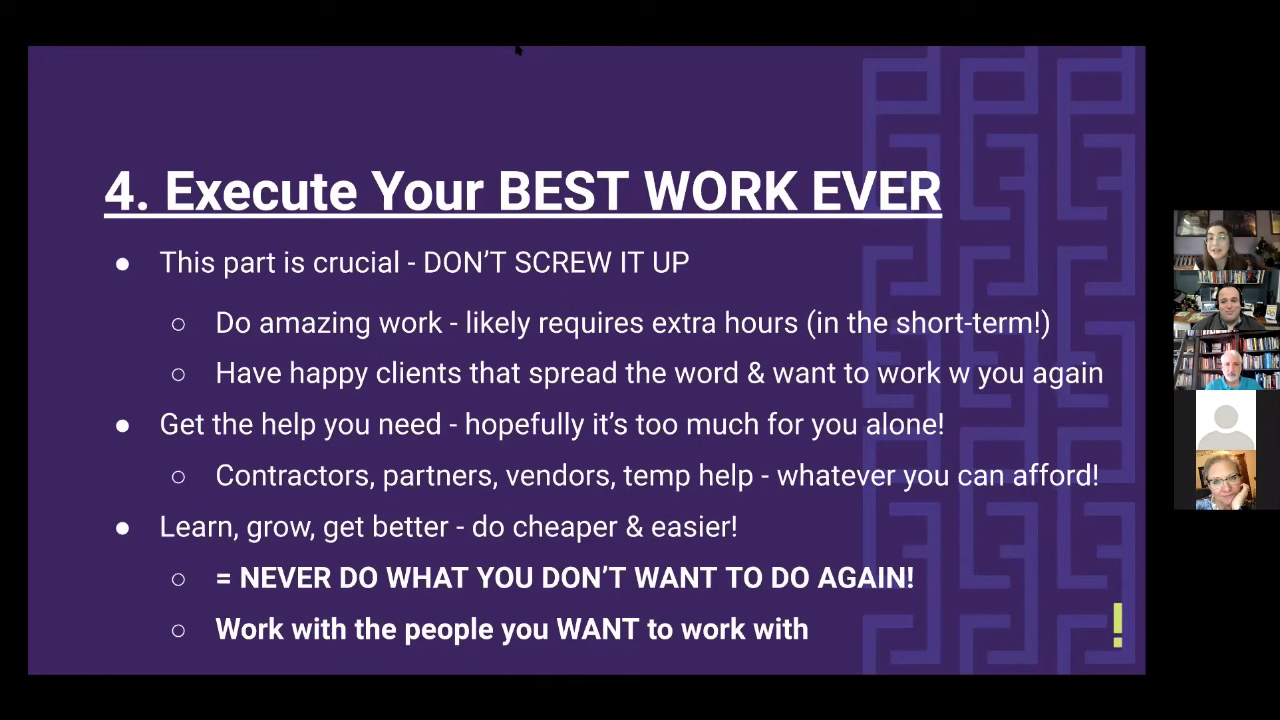 4. Execute Your BEST WORK EVER
● This part is crucial - DON’T SCREW IT UP
○ Do amazing work - likely requires extra hours (in the short-term!)
○ Have happy clients that spread the word & want to work w you again
● Get the help you need - hopefully it’s too much for you alone!
○ Contractors, partners, vendors, temp help - whatever you can afford!
● Learn, grow, get better - do cheaper & easier!
○ = NEVER DO WHAT YOU DON’T WANT TO DO AGAIN!
○ Work with the people you WANT to work with
!